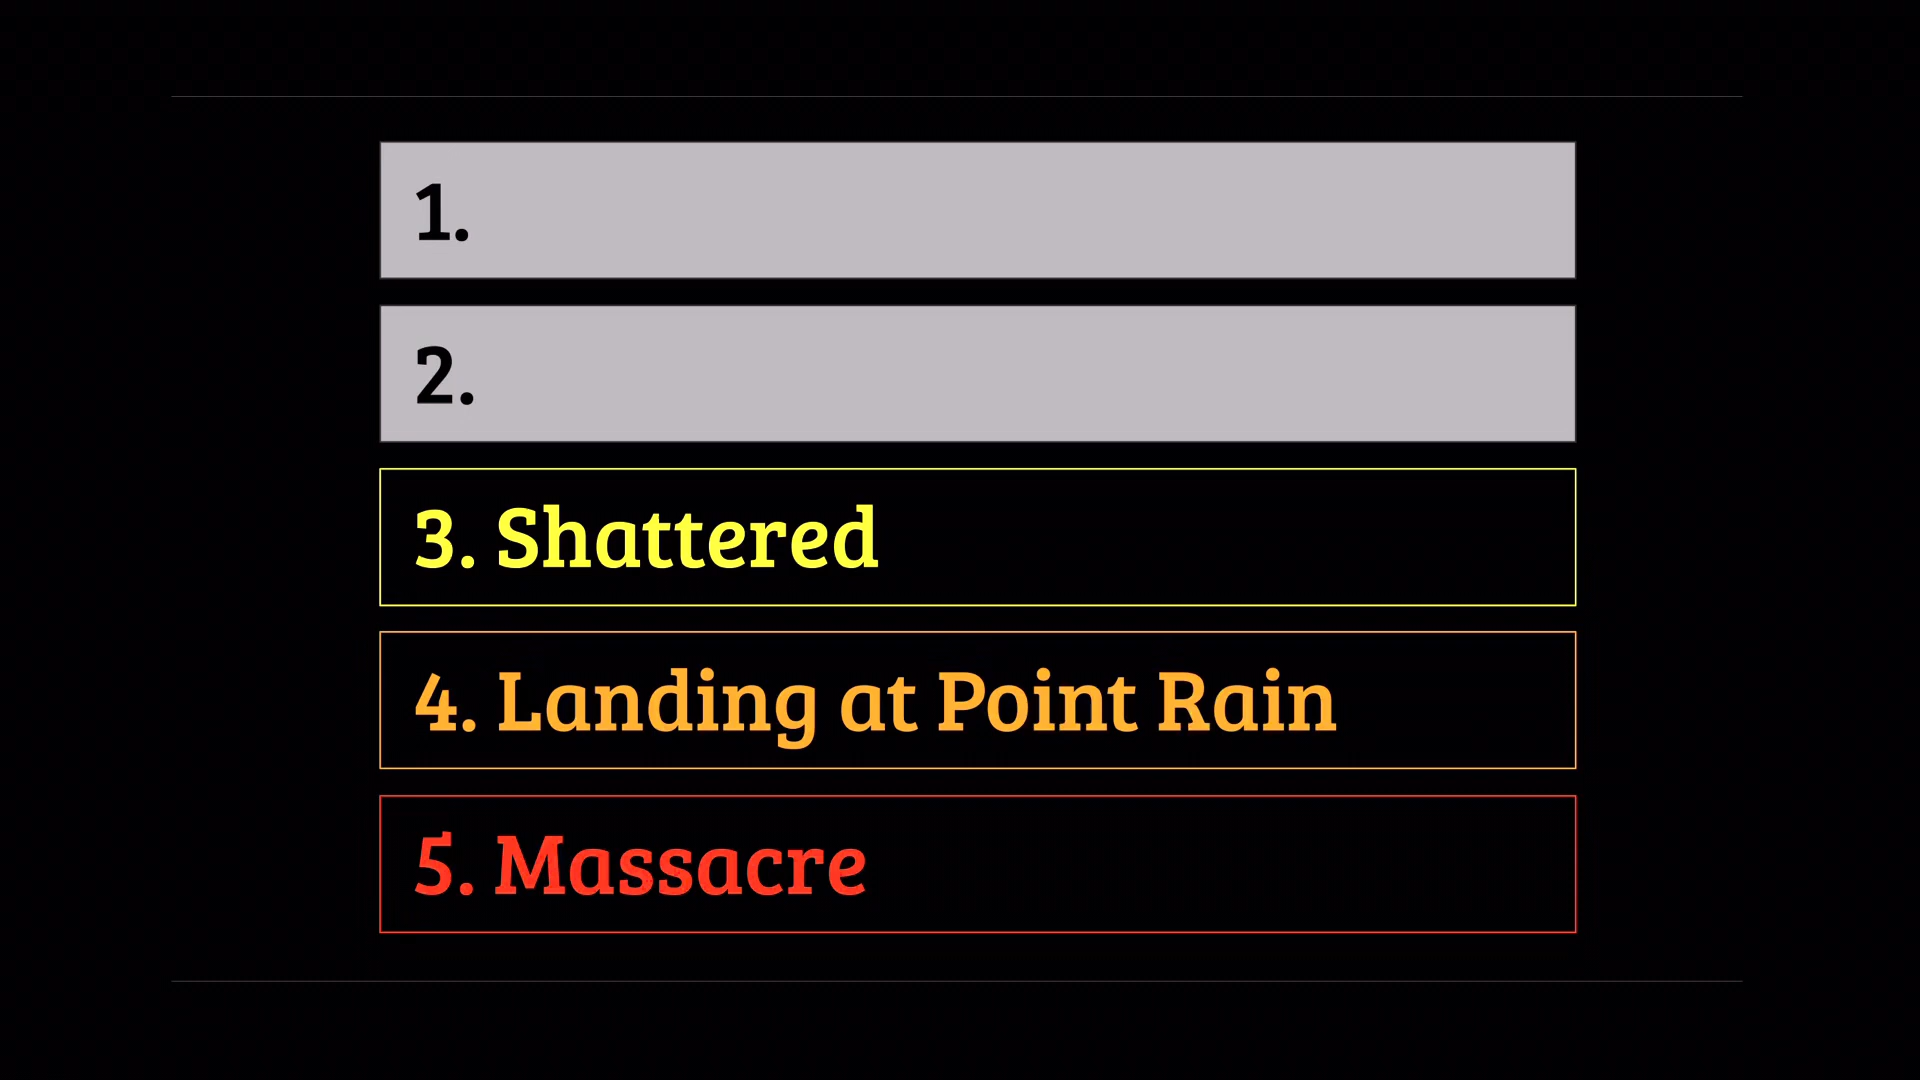 1.
2.
3. Shattered
4. Landing at Point Rain
5. Massacre